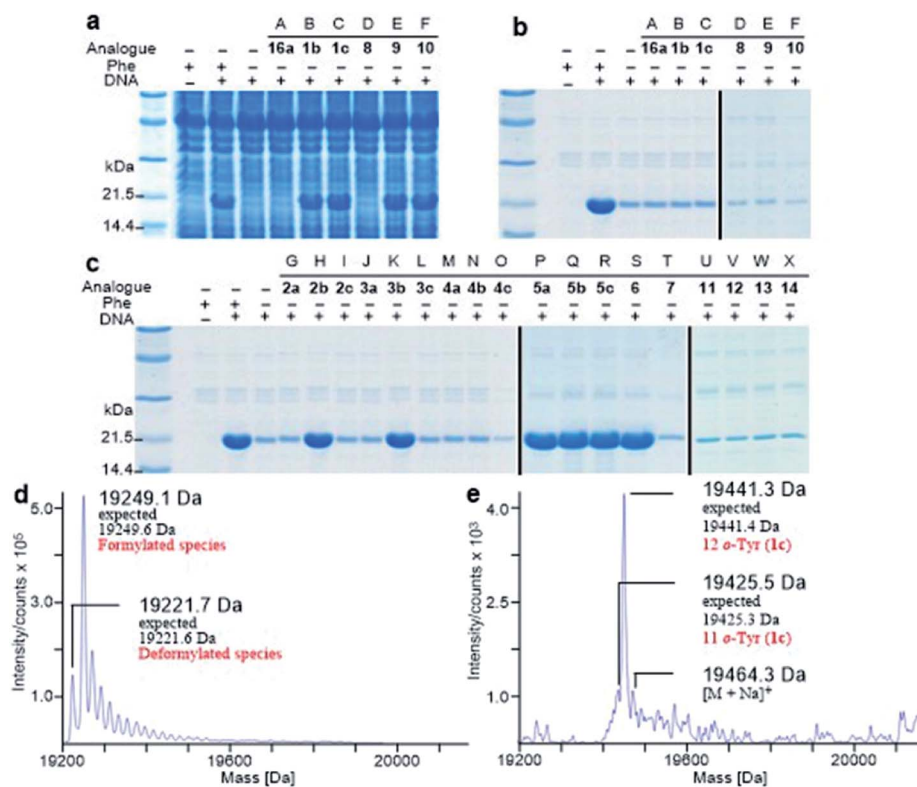 a
A B C D E F
Analogue – – – 16a 1b 1c 8 9 10
Phe + + – – – – – – –
DNA – + + + + + + + +
kDa
21.5
14.4
b
A B C D E F
– – – 16a 1b 1c 8 9 10
+ + – – – – – – –
– + + + + + + + +
c
G H I J K L M N O P Q R S T U V W X
Analogue – – – 2a 2b 2c 3a 3b 3c 4a 4b 4c 5a 5b 5c 6 7 11 12 13 14
Phe + + – – – – – – – – – – – – – – – – – – –
DNA – + + + + + + + + + + + + + + + + + + + +
kDa
21.5
14.4
d
Intensity/counts x 10⁵
5.0
3.0
1.0
19249.1 Da
expected
19249.6 Da
Formylated species
19221.7 Da
expected
19221.6 Da
Deformylated species
19200 19600 20000
Mass [Da]
e
Intensity/counts x 10³
4.0
2.5
1.0
19441.3 Da
expected
19441.4 Da
12 o-Tyr (1c)
19425.5 Da
expected
19425.3 Da
11 o-Tyr (1c)
19464.3 Da
[M + Na]⁺
19200 19600 20000
Mass [Da]